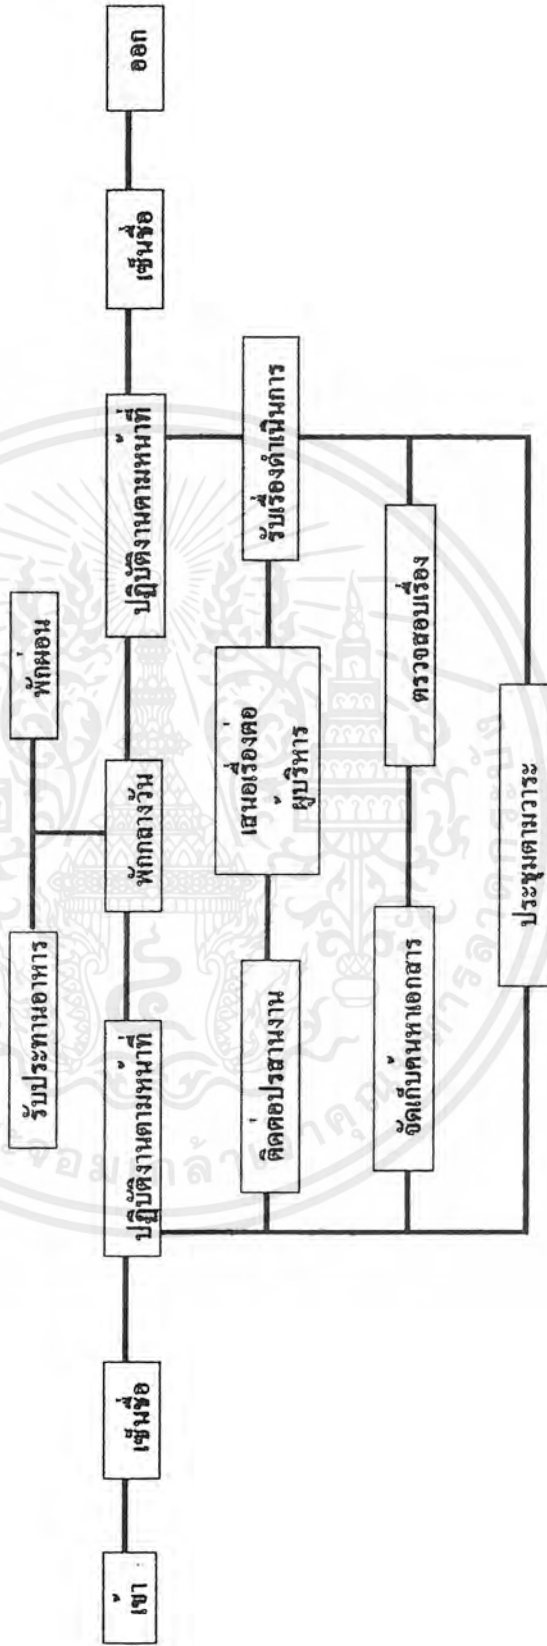 เข้า
เซ็นชื่อ
ปฏิบัติงานตามหน้าที่
รับประทานอาหาร
พักผ่อน
พักกลางวัน
ปฏิบัติงานตามหน้าที่
เซ็นชื่อ
ออก
ติดต่อประสานงาน
เสนอเรื่องต่อ
ผู้บริหาร
รับเรื่องดำเนินการ
จัดเก็บค้นหาเอกสาร
ตรวจสอบเรื่อง
ประชุมตามวาระ